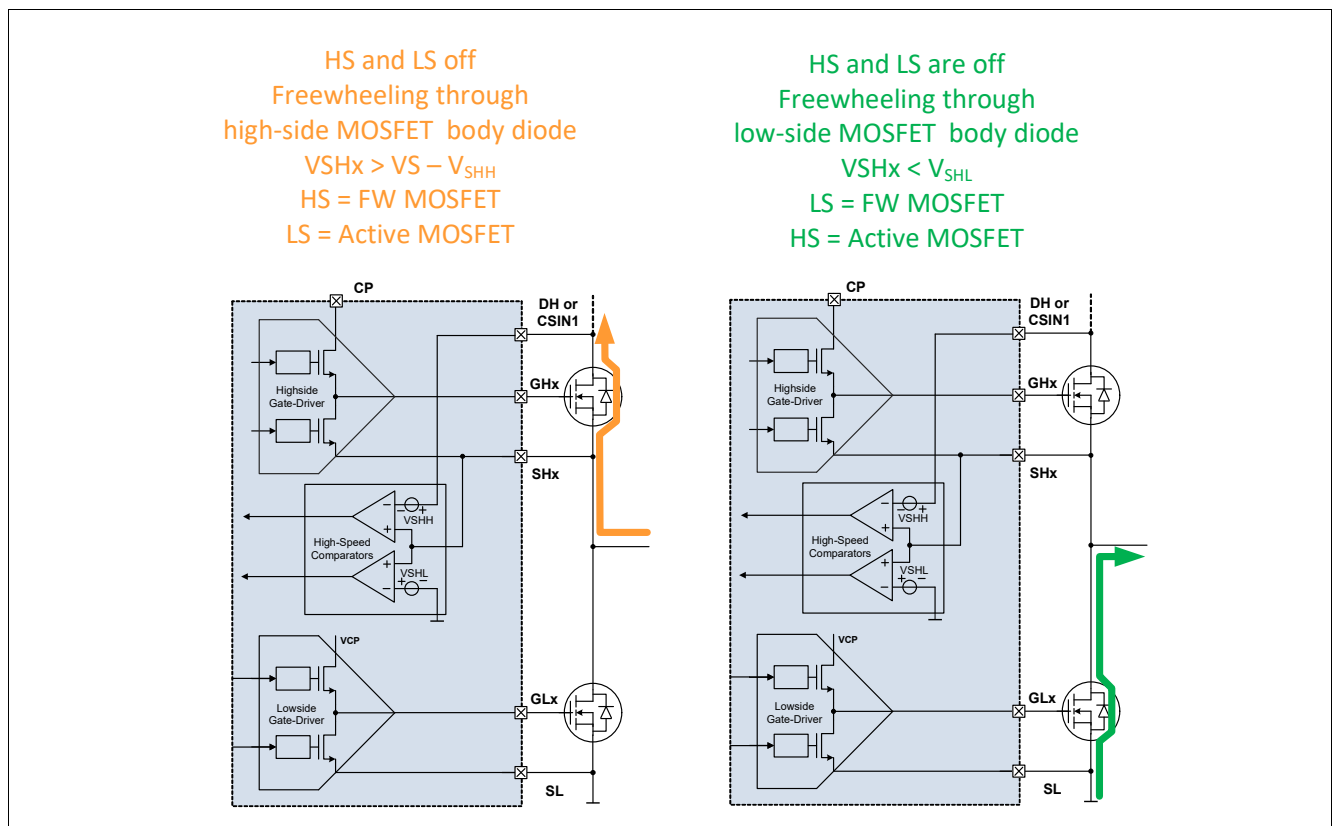 HS and LS off
Freewheeling through
high-side MOSFET body diode
VSHx > VS – VSHH
HS = FW MOSFET
LS = Active MOSFET
HS and LS are off
Freewheeling through
low-side MOSFET body diode
VSHx < VSHL
LS = FW MOSFET
HS = Active MOSFET
CP
DH or
CSIN1
Highside
Gate-Driver
GHx
SHx
VSHH
High-Speed
Comparators
VSHL
VCP
Lowside
Gate-Driver
GLx
SL
CP
DH or
CSIN1
Highside
Gate-Driver
GHx
SHx
VSHH
High-Speed
Comparators
VSHL
VCP
Lowside
Gate-Driver
GLx
SL